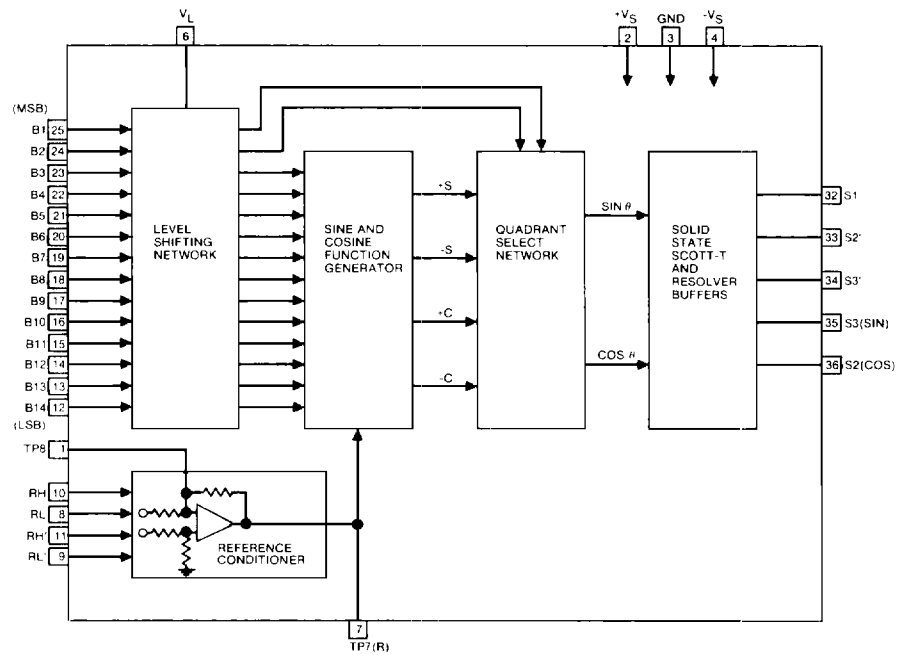 VL
6
+VS GND -VS
2 3 4
(MSB)
B1 25
B2 24
B3 23
B4 22
B5 21
B6 20
B7 19
B8 18
B9 17
B10 16
B11 15
B12 14
B13 13
B14 12
(LSB)
TP8 1
RH 10
RL 8
RH' 11
RL' 9
LEVEL
SHIFTING
NETWORK
SINE AND
COSINE
FUNCTION
GENERATOR
+S
-S
+C
-C
QUADRANT
SELECT
NETWORK
SIN θ
COS θ
SOLID
STATE
SCOTT-T
AND
RESOLVER
BUFFERS
32 S1
33 S2'
34 S3'
35 S3(SIN)
36 S2(COS)
REFERENCE
CONDITIONER
7
TP7(R)